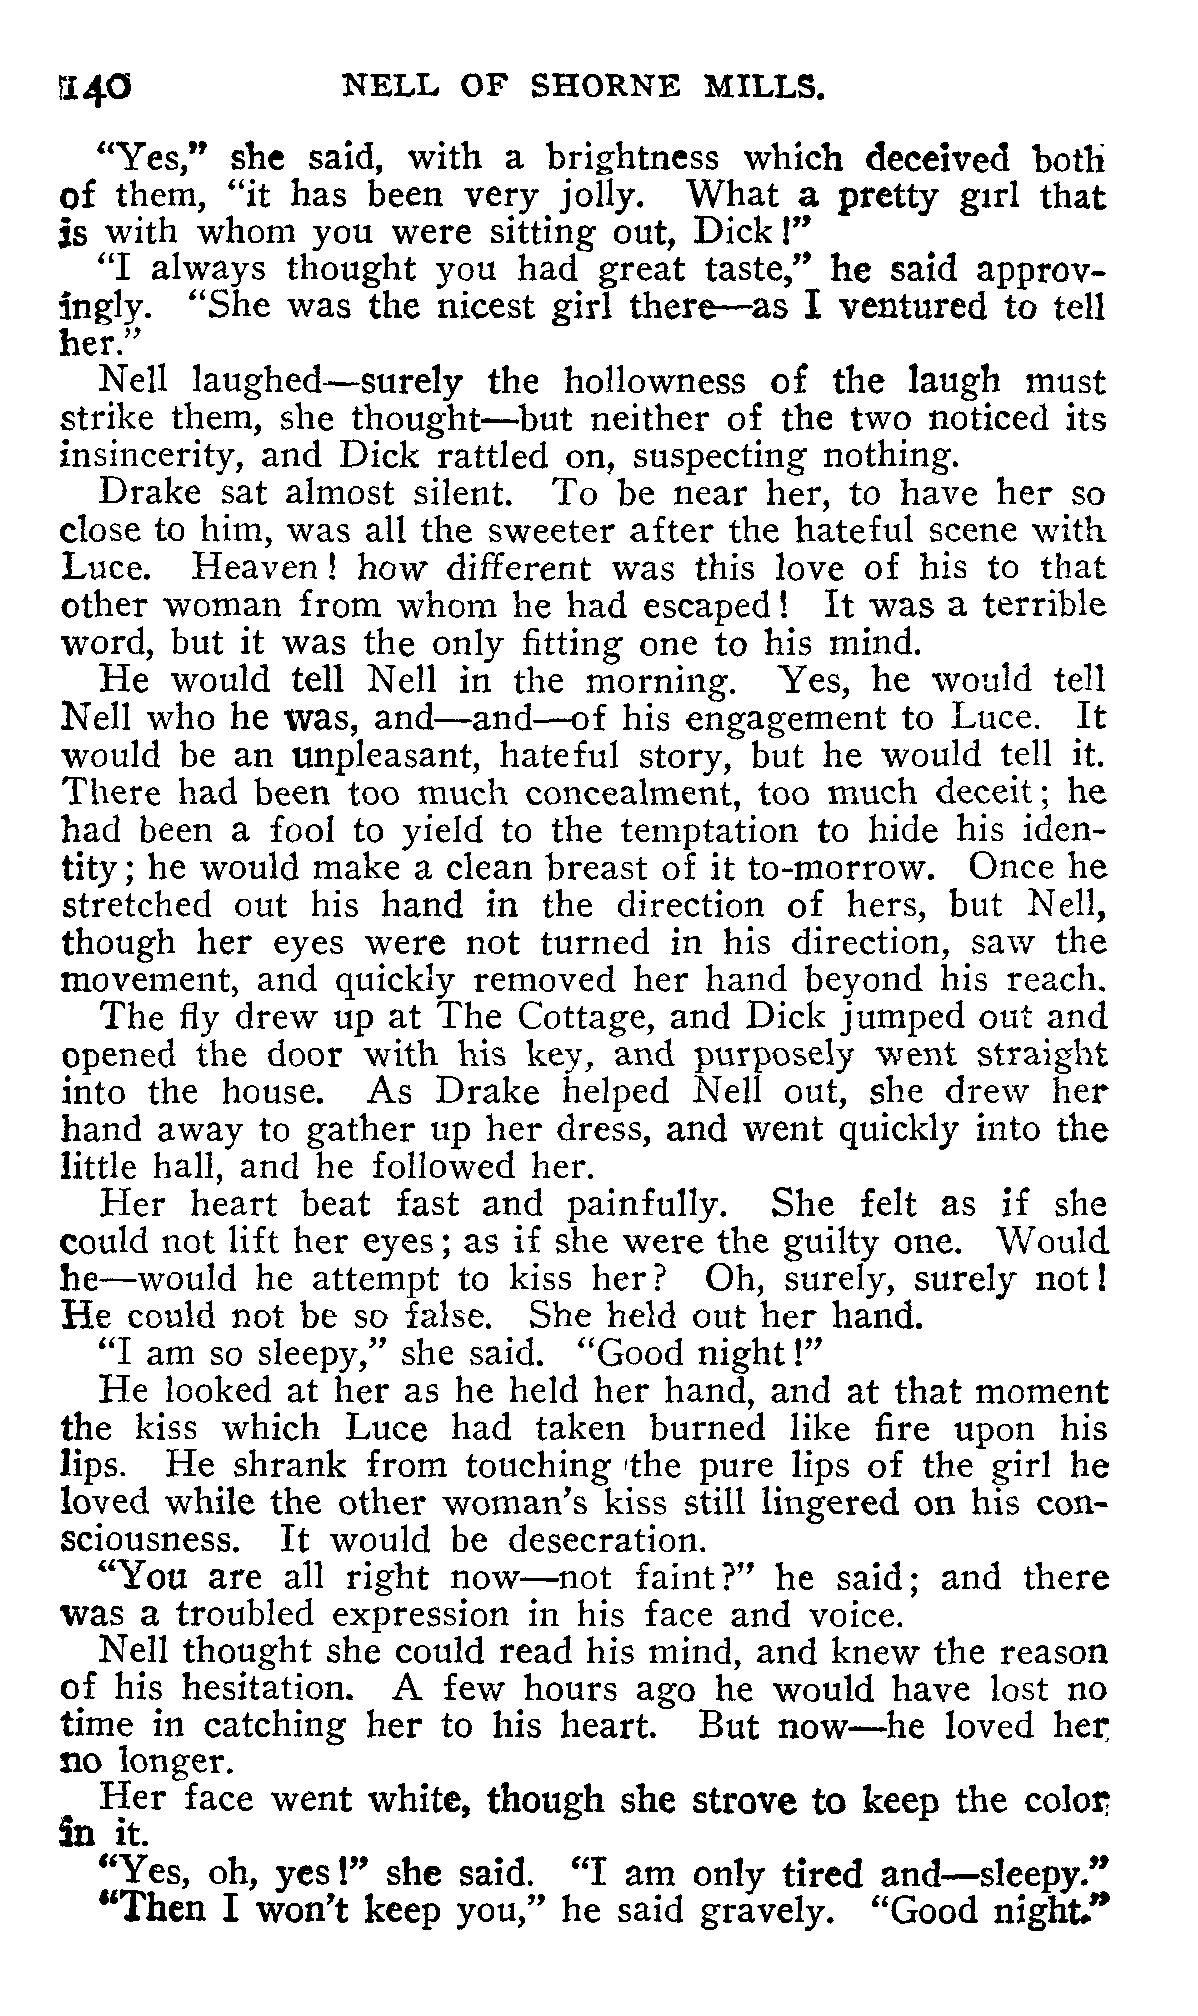 140 NELL OF SHORNE MILLS.
“Yes,” she said, with a brightness which deceived both
of them, “it has been very jolly. What a pretty girl that
is with whom you were sitting out, Dick!”
“I always thought you had great taste,” he said approv-
ingly. “She was the nicest girl there—as I ventured to tell
her.”
Nell laughed—surely the hollowness of the laugh must
strike them, she thought—but neither of the two noticed its
insincerity, and Dick rattled on, suspecting nothing.
Drake sat almost silent. To be near her, to have her so
close to him, was all the sweeter after the hateful scene with
Luce. Heaven! how different was this love of his to that
other woman from whom he had escaped! It was a terrible
word, but it was the only fitting one to his mind.
He would tell Nell in the morning. Yes, he would tell
Nell who he was, and—and—of his engagement to Luce. It
would be an unpleasant, hateful story, but he would tell it.
There had been too much concealment, too much deceit; he
had been a fool to yield to the temptation to hide his iden-
tity; he would make a clean breast of it to-morrow. Once he
stretched out his hand in the direction of hers, but Nell,
though her eyes were not turned in his direction, saw the
movement, and quickly removed her hand beyond his reach.
The fly drew up at The Cottage, and Dick jumped out and
opened the door with his key, and purposely went straight
into the house. As Drake helped Nell out, she drew her
hand away to gather up her dress, and went quickly into the
little hall, and he followed her.
Her heart beat fast and painfully. She felt as if she
could not lift her eyes; as if she were the guilty one. Would
he—would he attempt to kiss her? Oh, surely, surely not!
He could not be so false. She held out her hand.
“I am so sleepy,” she said. “Good night!”
He looked at her as he held her hand, and at that moment
the kiss which Luce had taken burned like fire upon his
lips. He shrank from touching the pure lips of the girl he
loved while the other woman’s kiss still lingered on his con-
sciousness. It would be desecration.
“You are all right now—not faint?” he said; and there
was a troubled expression in his face and voice.
Nell thought she could read his mind, and knew the reason
of his hesitation. A few hours ago he would have lost no
time in catching her to his heart. But now—he loved her
no longer.
Her face went white, though she strove to keep the color
in it.
“Yes, oh, yes!” she said. “I am only tired and—sleepy.”
“Then I won’t keep you,” he said gravely. “Good night.”